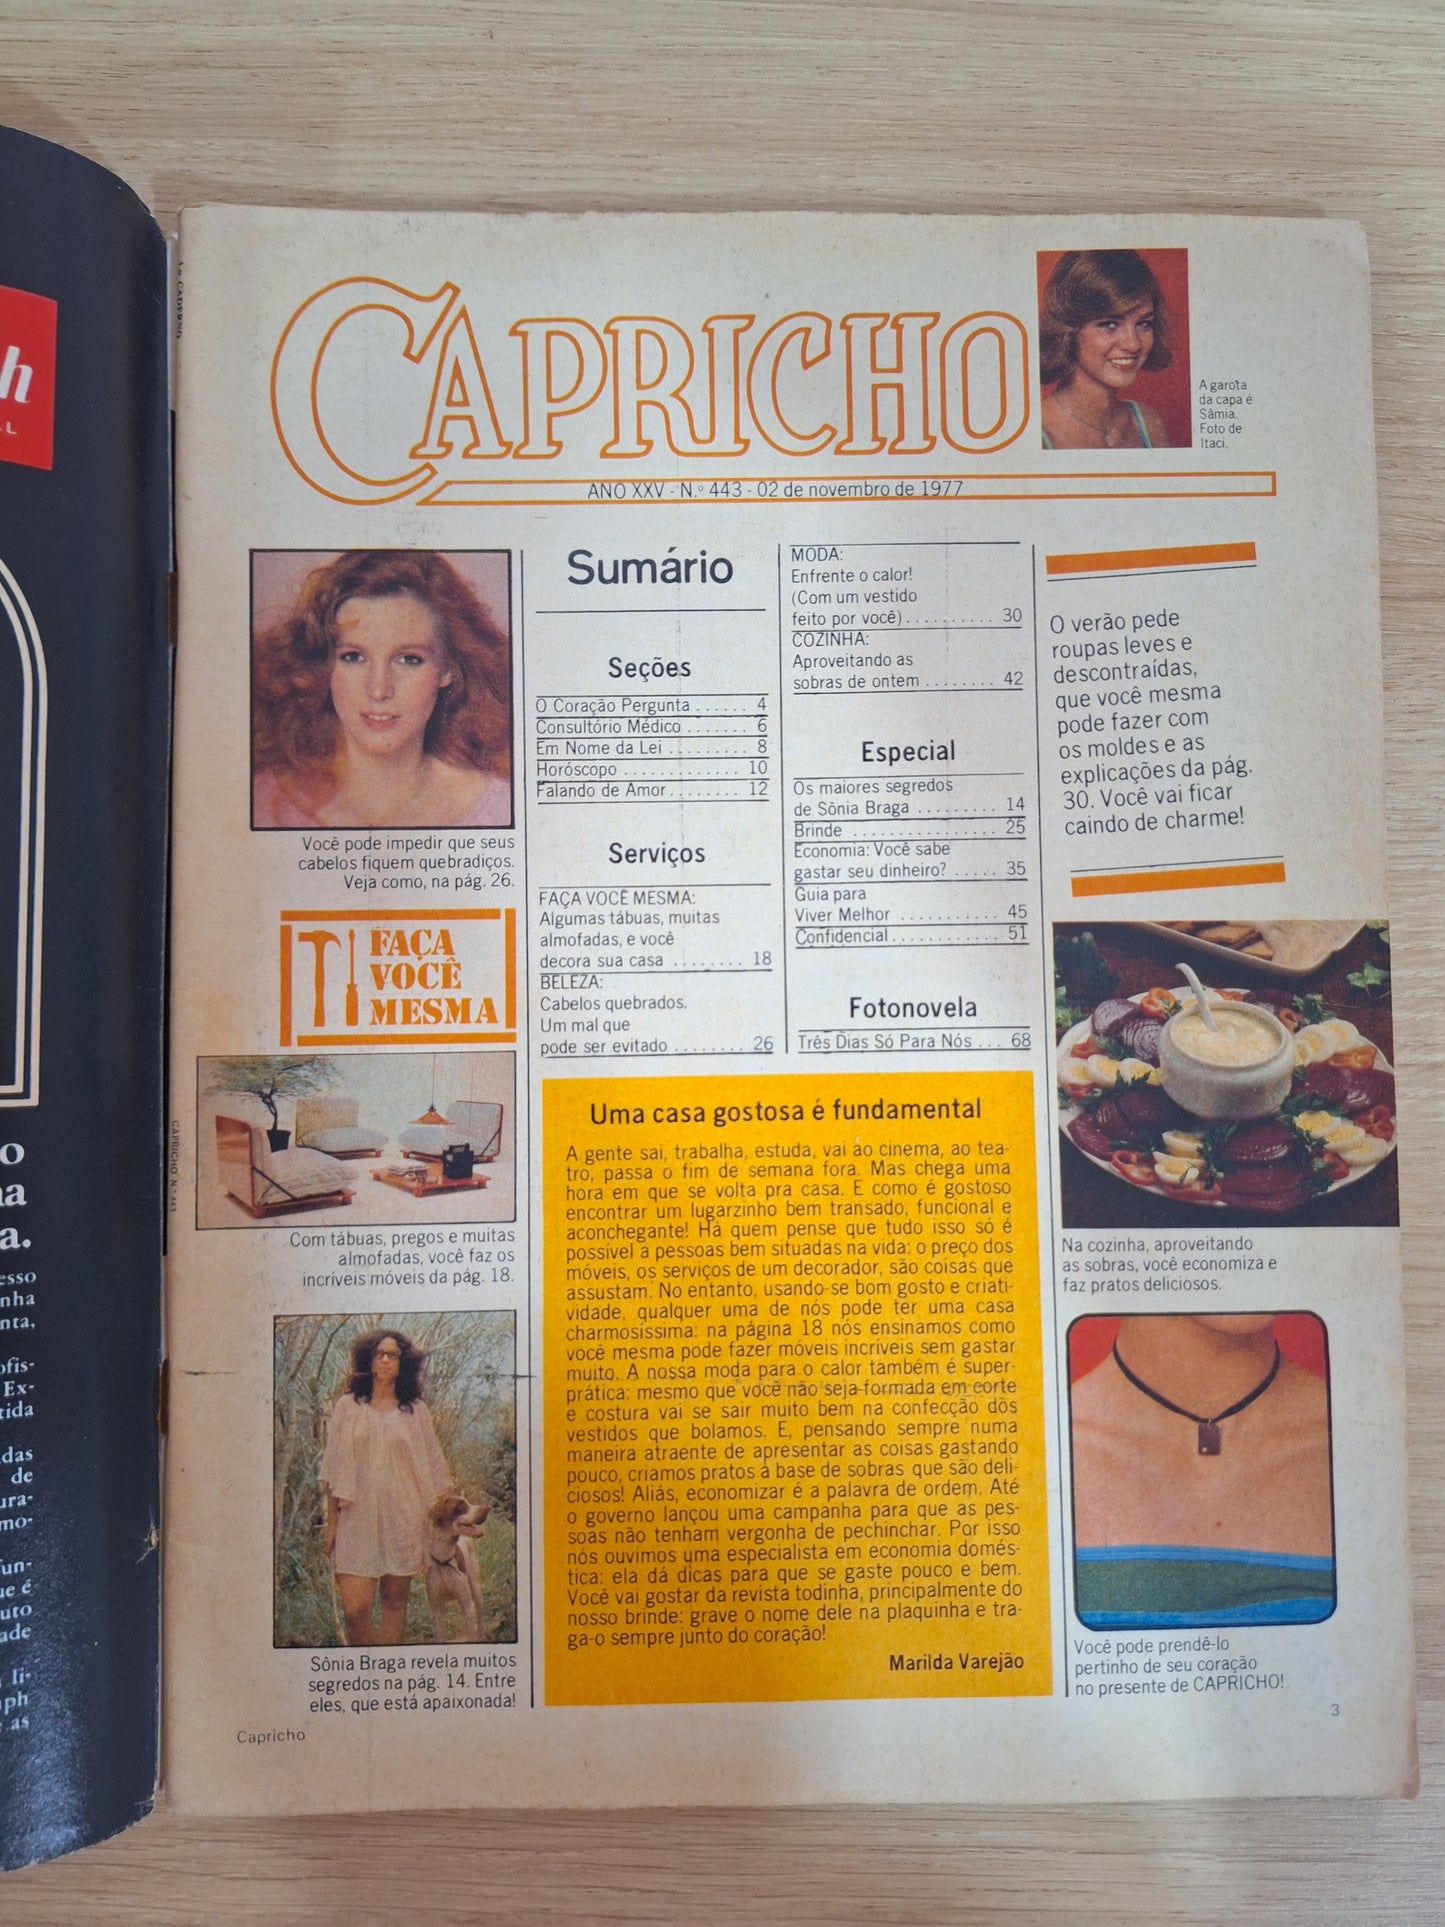 CAPRICHO
ANO XXV - N.º 443 - 02 de novembro de 1977
A garota
da capa é
Sâmia.
Foto de
Itaci.
Você pode impedir que seus
cabelos fiquem quebradiços.
Veja como, na pág. 26.
FAÇA
VOCÊ
MESMA
Com tábuas, pregos e muitas
almofadas, você faz os
incríveis móveis da pág. 18.
Sônia Braga revela muitos
segredos na pág. 14. Entre
eles, que está apaixonada!
Sumário
Seções
O Coração Pergunta ...... 4
Consultório Médico ....... 6
Em Nome da Lei ......... 8
Horóscopo ............. 10
Falando de Amor ........ 12
Serviços
FAÇA VOCÊ MESMA:
Algumas tábuas, muitas
almofadas, e você
decora sua casa ........ 18
BELEZA:
Cabelos quebrados.
Um mal que
pode ser evitado ........ 26
MODA:
Enfrente o calor!
(Com um vestido
feito por você) .......... 30
COZINHA:
Aproveitando as
sobras de ontem ........ 42
Especial
Os maiores segredos
de Sônia Braga ......... 14
Brinde ................ 25
Economia: Você sabe
gastar seu dinheiro? ..... 35
Guia para
Viver Melhor ........... 45
Confidencial ............ 51
Fotonovela
Três Dias Só Para Nós ... 68
Uma casa gostosa é fundamental
A gente sai, trabalha, estuda, vai ao cinema, ao tea-
tro, passa o fim de semana fora. Mas chega uma
hora em que se volta pra casa. E como é gostoso
encontrar um lugarzinho bem transado, funcional e
aconchegante! Há quem pense que tudo isso só é
possível a pessoas bem situadas na vida: o preço dos
móveis, os serviços de um decorador, são coisas que
assustam. No entanto, usando-se bom gosto e criati-
vidade, qualquer uma de nós pode ter uma casa
charmosíssima: na página 18 nós ensinamos como
você mesma pode fazer móveis incríveis sem gastar
muito. A nossa moda para o calor também é super-
prática: mesmo que você não seja formada em corte
e costura vai se sair muito bem na confecção dos
vestidos que bolamos. E, pensando sempre numa
maneira atraente de apresentar as coisas gastando
pouco, criamos pratos à base de sobras que são deli-
ciosos! Aliás, economizar é a palavra de ordem. Até
o governo lançou uma campanha para que as pes-
soas não tenham vergonha de pechinchar. Por isso
nós ouvimos uma especialista em economia domés-
tica: ela dá dicas para que se gaste pouco e bem.
Você vai gostar da revista todinha, principalmente do
nosso brinde: grave o nome dele na plaquinha e tra-
ga-o sempre junto do coração!
Marilda Varejão
O verão pede
roupas leves e
descontraídas,
que você mesma
pode fazer com
os moldes e as
explicações da pág.
30. Você vai ficar
caindo de charme!
Na cozinha, aproveitando
as sobras, você economiza e
faz pratos deliciosos.
Você pode prendê-lo
pertinho de seu coração
no presente de CAPRICHO!
Capricho
3
CAPRICHO N.º 443